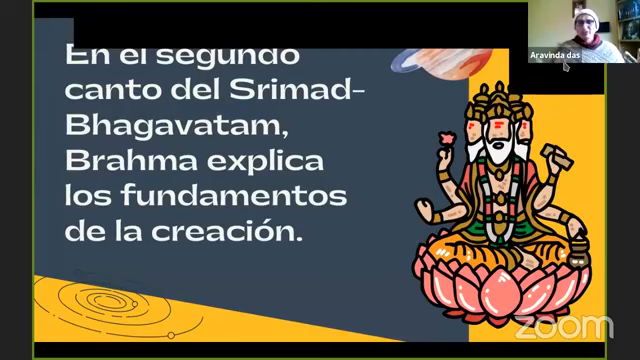 En el segundo
canto del Srimad-
Bhagavatam,
Brahma explica
los fundamentos
de la creación.
Aravinda das
zoom